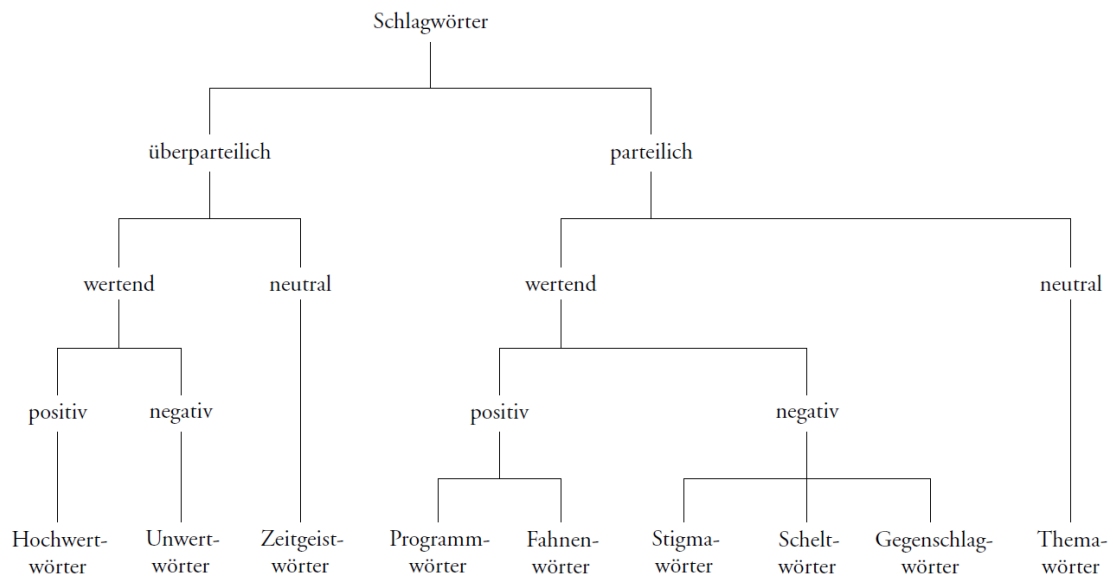 Schlagwörter
überparteilich parteilich
wertend neutral wertend neutral
positiv negativ positiv negativ
Hochwert- Unwert- Zeitgeist- Programm- Fahnen- Stigma- Schelt- Gegenschlag- Thema-
wörter wörter wörter wörter wörter wörter wörter wörter wörter